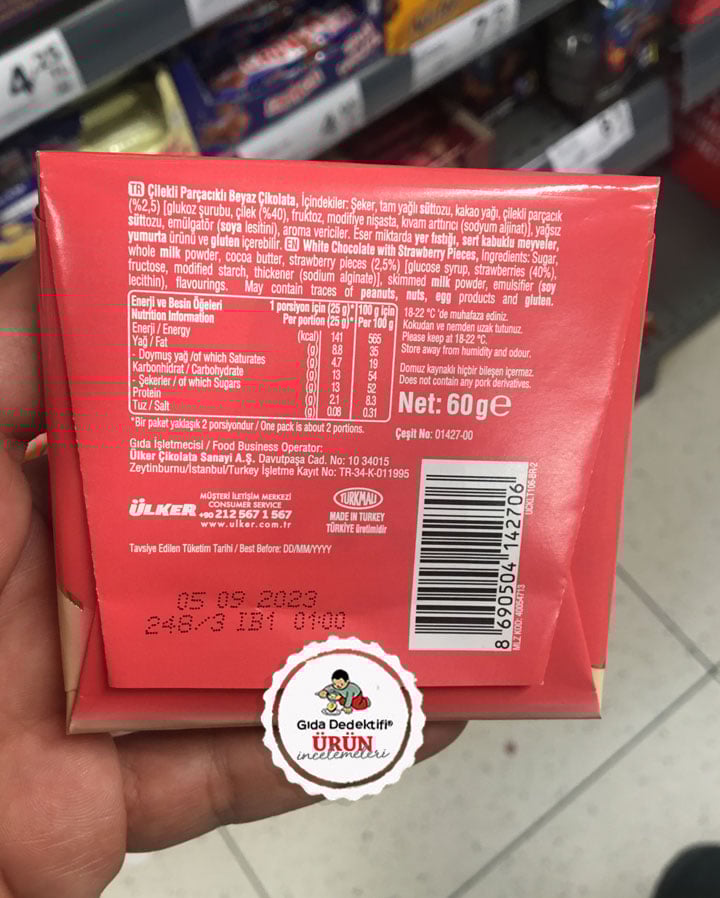 4.25
TR Çilekli Parçacıklı Beyaz Çikolata, İçindekiler: Şeker, tam yağlı süttozu, kakao yağı, çilekli parçacık
(%2,5) [glukoz şurubu, çilek (%40), fruktoz, modifiye nişasta, kıvam arttırıcı (sodyum aljinat)], yağsız
süttozu, emülgatör (soya lesitini), aroma vericiler. Eser miktarda yer fıstığı, sert kabuklu meyveler,
yumurta ürünü ve gluten içerebilir. EN White Chocolate with Strawberry Pieces, Ingredients: Sugar,
whole milk powder, cocoa butter, strawberry pieces (2,5%) [glucose syrup, strawberries (40%),
fructose, modified starch, thickener (sodium alginate)], skimmed milk powder, emulsifier (soy
lecithin), flavourings. May contain traces of peanuts, nuts, egg products and gluten.
Enerji ve Besin Öğeleri 1 porsiyon için (25 g)* 100 g için
Nutrition Information Per portion (25 g)* Per 100 g
Enerji / Energy (kcal) 141 565
Yağ / Fat (g) 8.8 35
- Doymuş yağ /of which Saturates (g) 4.7 19
Karbonhidrat / Carbohydrate (g) 13 54
- Şekerler / of which Sugars (g) 13 52
Protein (g) 2.1 8.3
Tuz / Salt (g) 0.08 0.31
*Bir paket yaklaşık 2 porsiyondur / One pack is about 2 portions.
18-22 °C 'de muhafaza ediniz.
Kokudan ve nemden uzak tutunuz.
Please keep at 18-22 °C.
Store away from humidity and odour.
Domuz kaynaklı hiçbir bileşen içermez.
Does not contain any pork derivatives.
Net: 60 g e
Çeşit No: 01427-00
Gıda İşletmecisi / Food Business Operator:
Ülker Çikolata Sanayi A.Ş. Davutpaşa Cad. No: 10 34015
Zeytinburnu/İstanbul/Turkey İşletme Kayıt No: TR-34-K-011995
ÜLKER
MÜŞTERİ İLETİŞİM MERKEZİ
CONSUMER SERVICE
+90 212 567 1 567
www.ulker.com.tr
TURKMALI
MADE IN TURKEY
TÜRKİYE üretimidir
Tavsiye Edilen Tüketim Tarihi / Best Before: DD/MM/YYYY
05 09 2023
248/3 IB1 01:00
8 690504 142706
Gıda Dedektifi®
ÜRÜN
incelemeleri